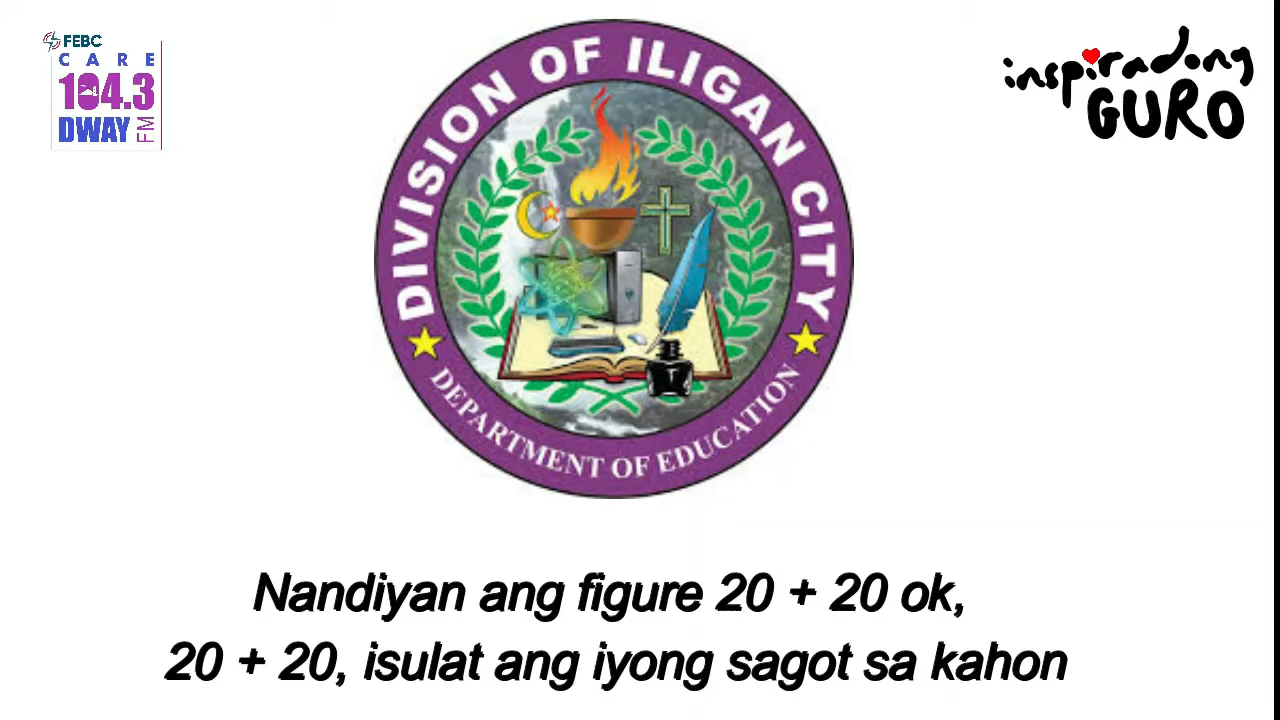 FEBC
CARE
104.3
DWAY FM
inspiradong
GURO
DIVISION OF ILIGAN CITY
DEPARTMENT OF EDUCATION
Nandiyan ang figure 20 + 20 ok,
20 + 20, isulat ang iyong sagot sa kahon